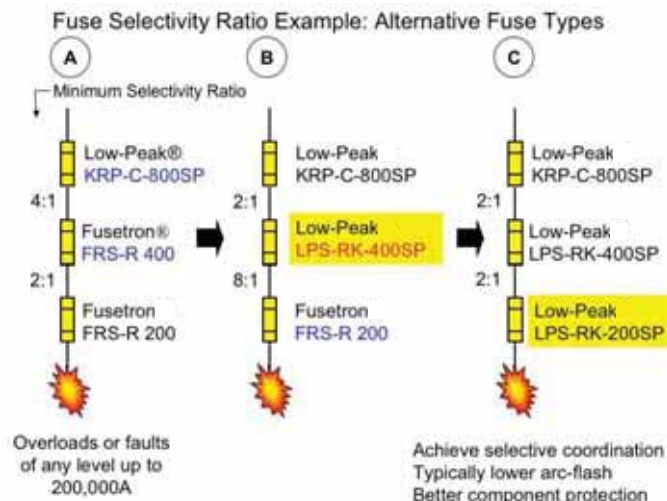 Fuse Selectivity Ratio Example: Alternative Fuse Types
A
B
C
Minimum Selectivity Ratio
Low-Peak®
KRP-C-800SP
4:1
Fusetron®
FRS-R 400
2:1
Fusetron
FRS-R 200
Overloads or faults
of any level up to
200,000A
Low-Peak
KRP-C-800SP
2:1
Low-Peak
LPS-RK-400SP
8:1
Fusetron
FRS-R 200
Low-Peak
KRP-C-800SP
2:1
Low-Peak
LPS-RK-400SP
2:1
Low-Peak
LPS-RK-200SP
Achieve selective coordination
Typically lower arc-flash
Better component protection